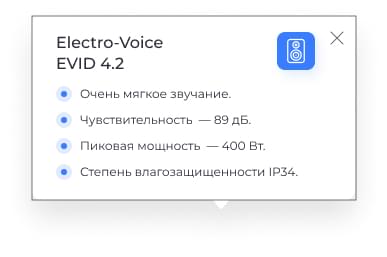 Electro-Voice
EVID 4.2
Очень мягкое звучание.
Чувствительность — 89 дБ.
Пиковая мощность — 400 Вт.
Степень влагозащищенности IP34.